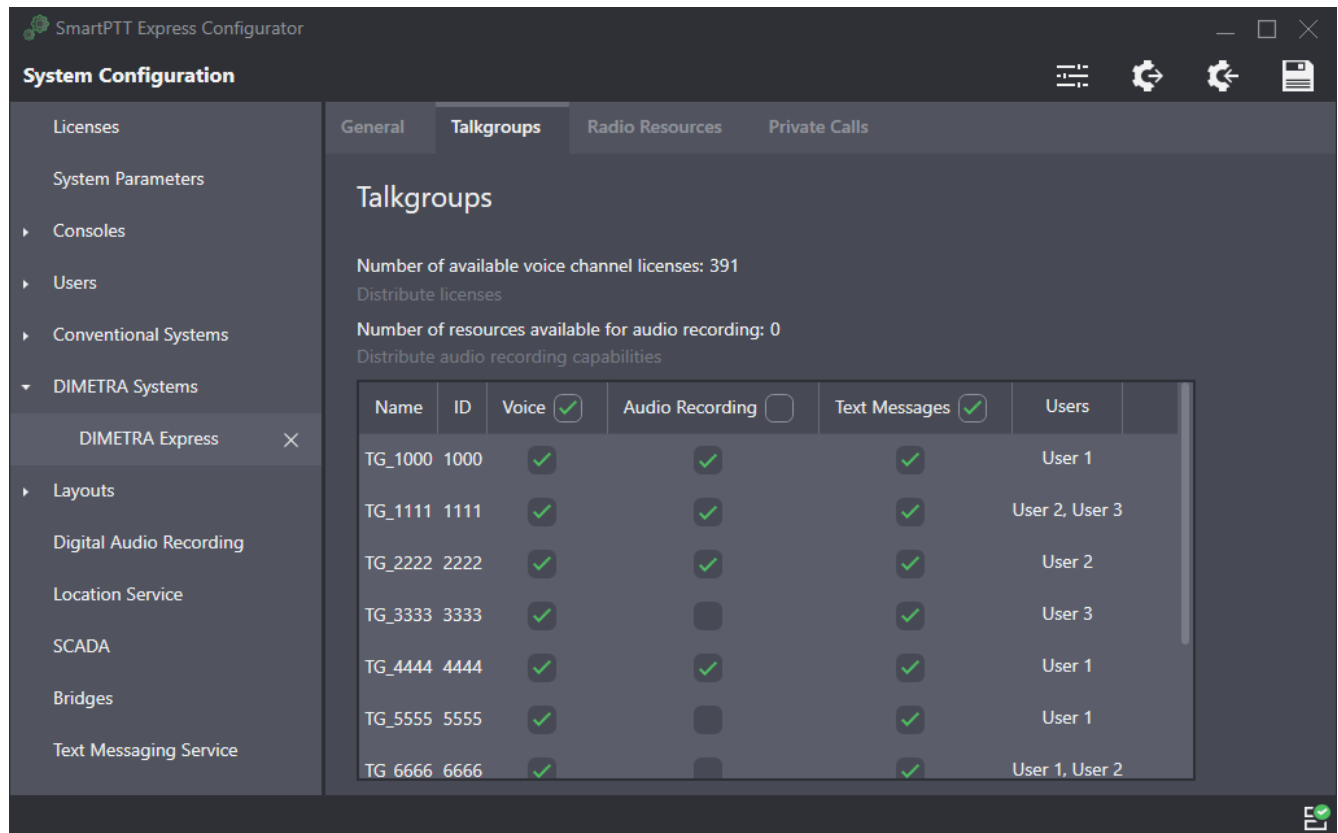 SmartPTT Express Configurator
System Configuration
Licenses
System Parameters
Consoles
Users
Conventional Systems
DIMETRA Systems
DIMETRA Express
Layouts
Digital Audio Recording
Location Service
SCADA
Bridges
Text Messaging Service
General Talkgroups Radio Resources Private Calls
Talkgroups
Number of available voice channel licenses: 391
Distribute licenses
Number of resources available for audio recording: 0
Distribute audio recording capabilities
Name ID Voice Audio Recording Text Messages Users
TG_1000 1000 User 1
TG_1111 1111 User 2, User 3
TG_2222 2222 User 2
TG_3333 3333 User 3
TG_4444 4444 User 1
TG_5555 5555 User 1
TG_6666 6666 User 1, User 2